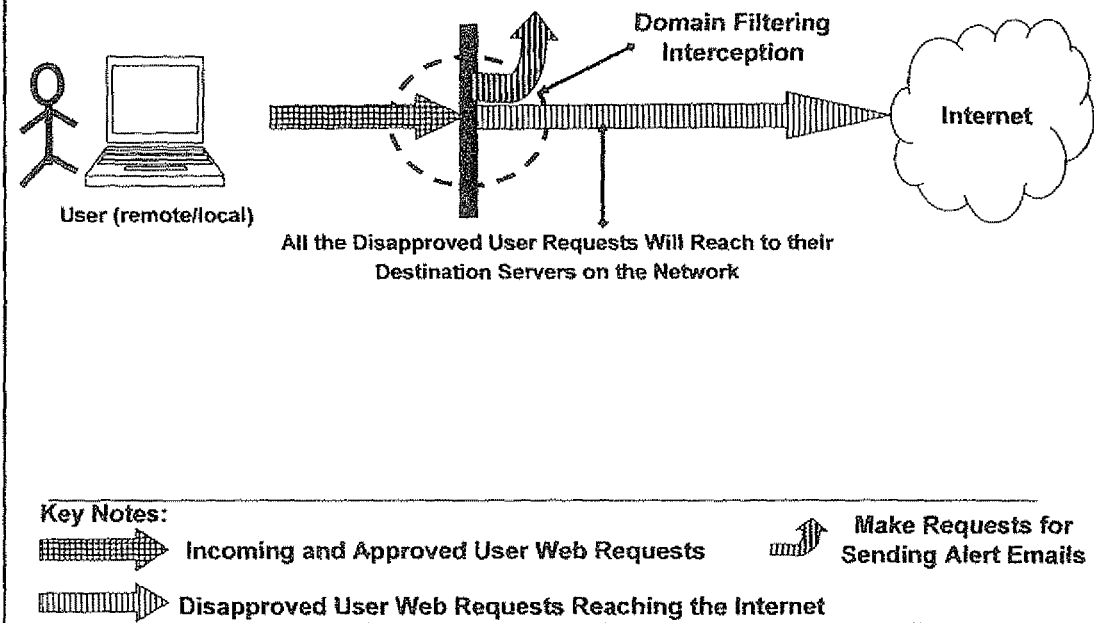 Domain Filtering
Interception
Internet
User (remote/local)
All the Disapproved User Requests Will Reach to their
Destination Servers on the Network
Key Notes:
Incoming and Approved User Web Requests
Make Requests for
Sending Alert Emails
Disapproved User Web Requests Reaching the Internet